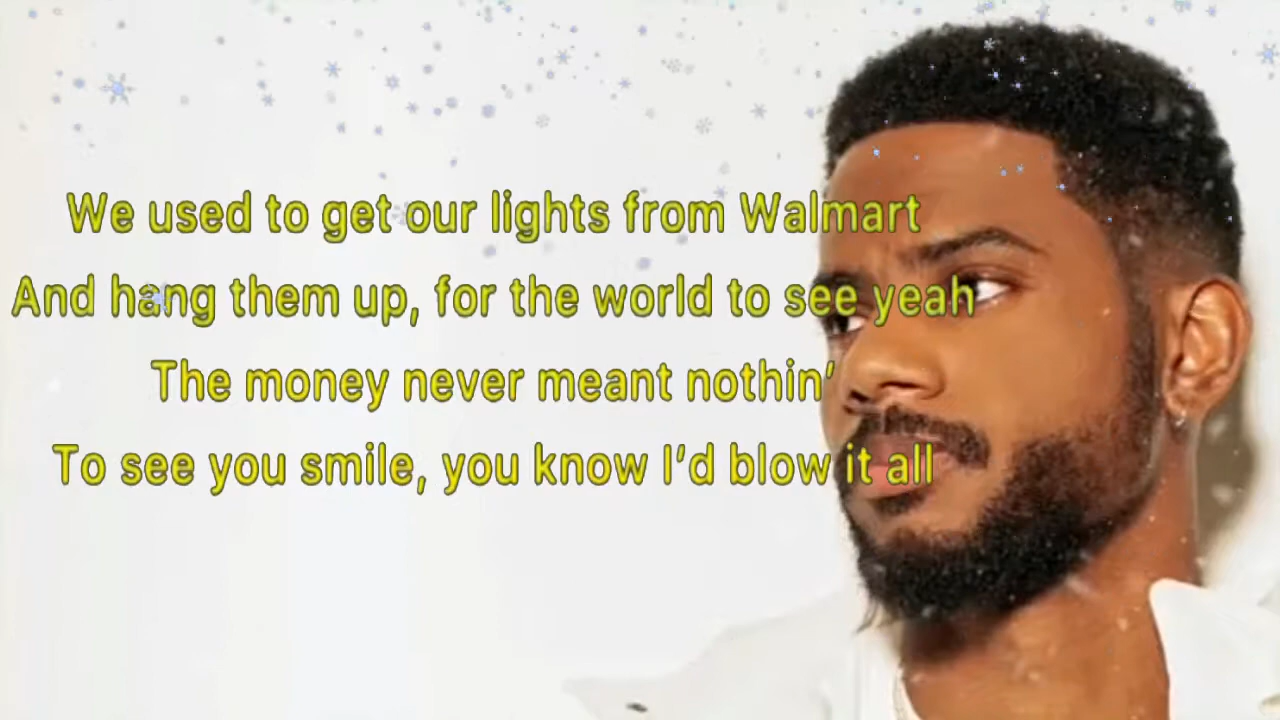 We used to get our lights from Walmart
And hang them up, for the world to see yeah
The money never meant nothin’
To see you smile, you know I’d blow it all